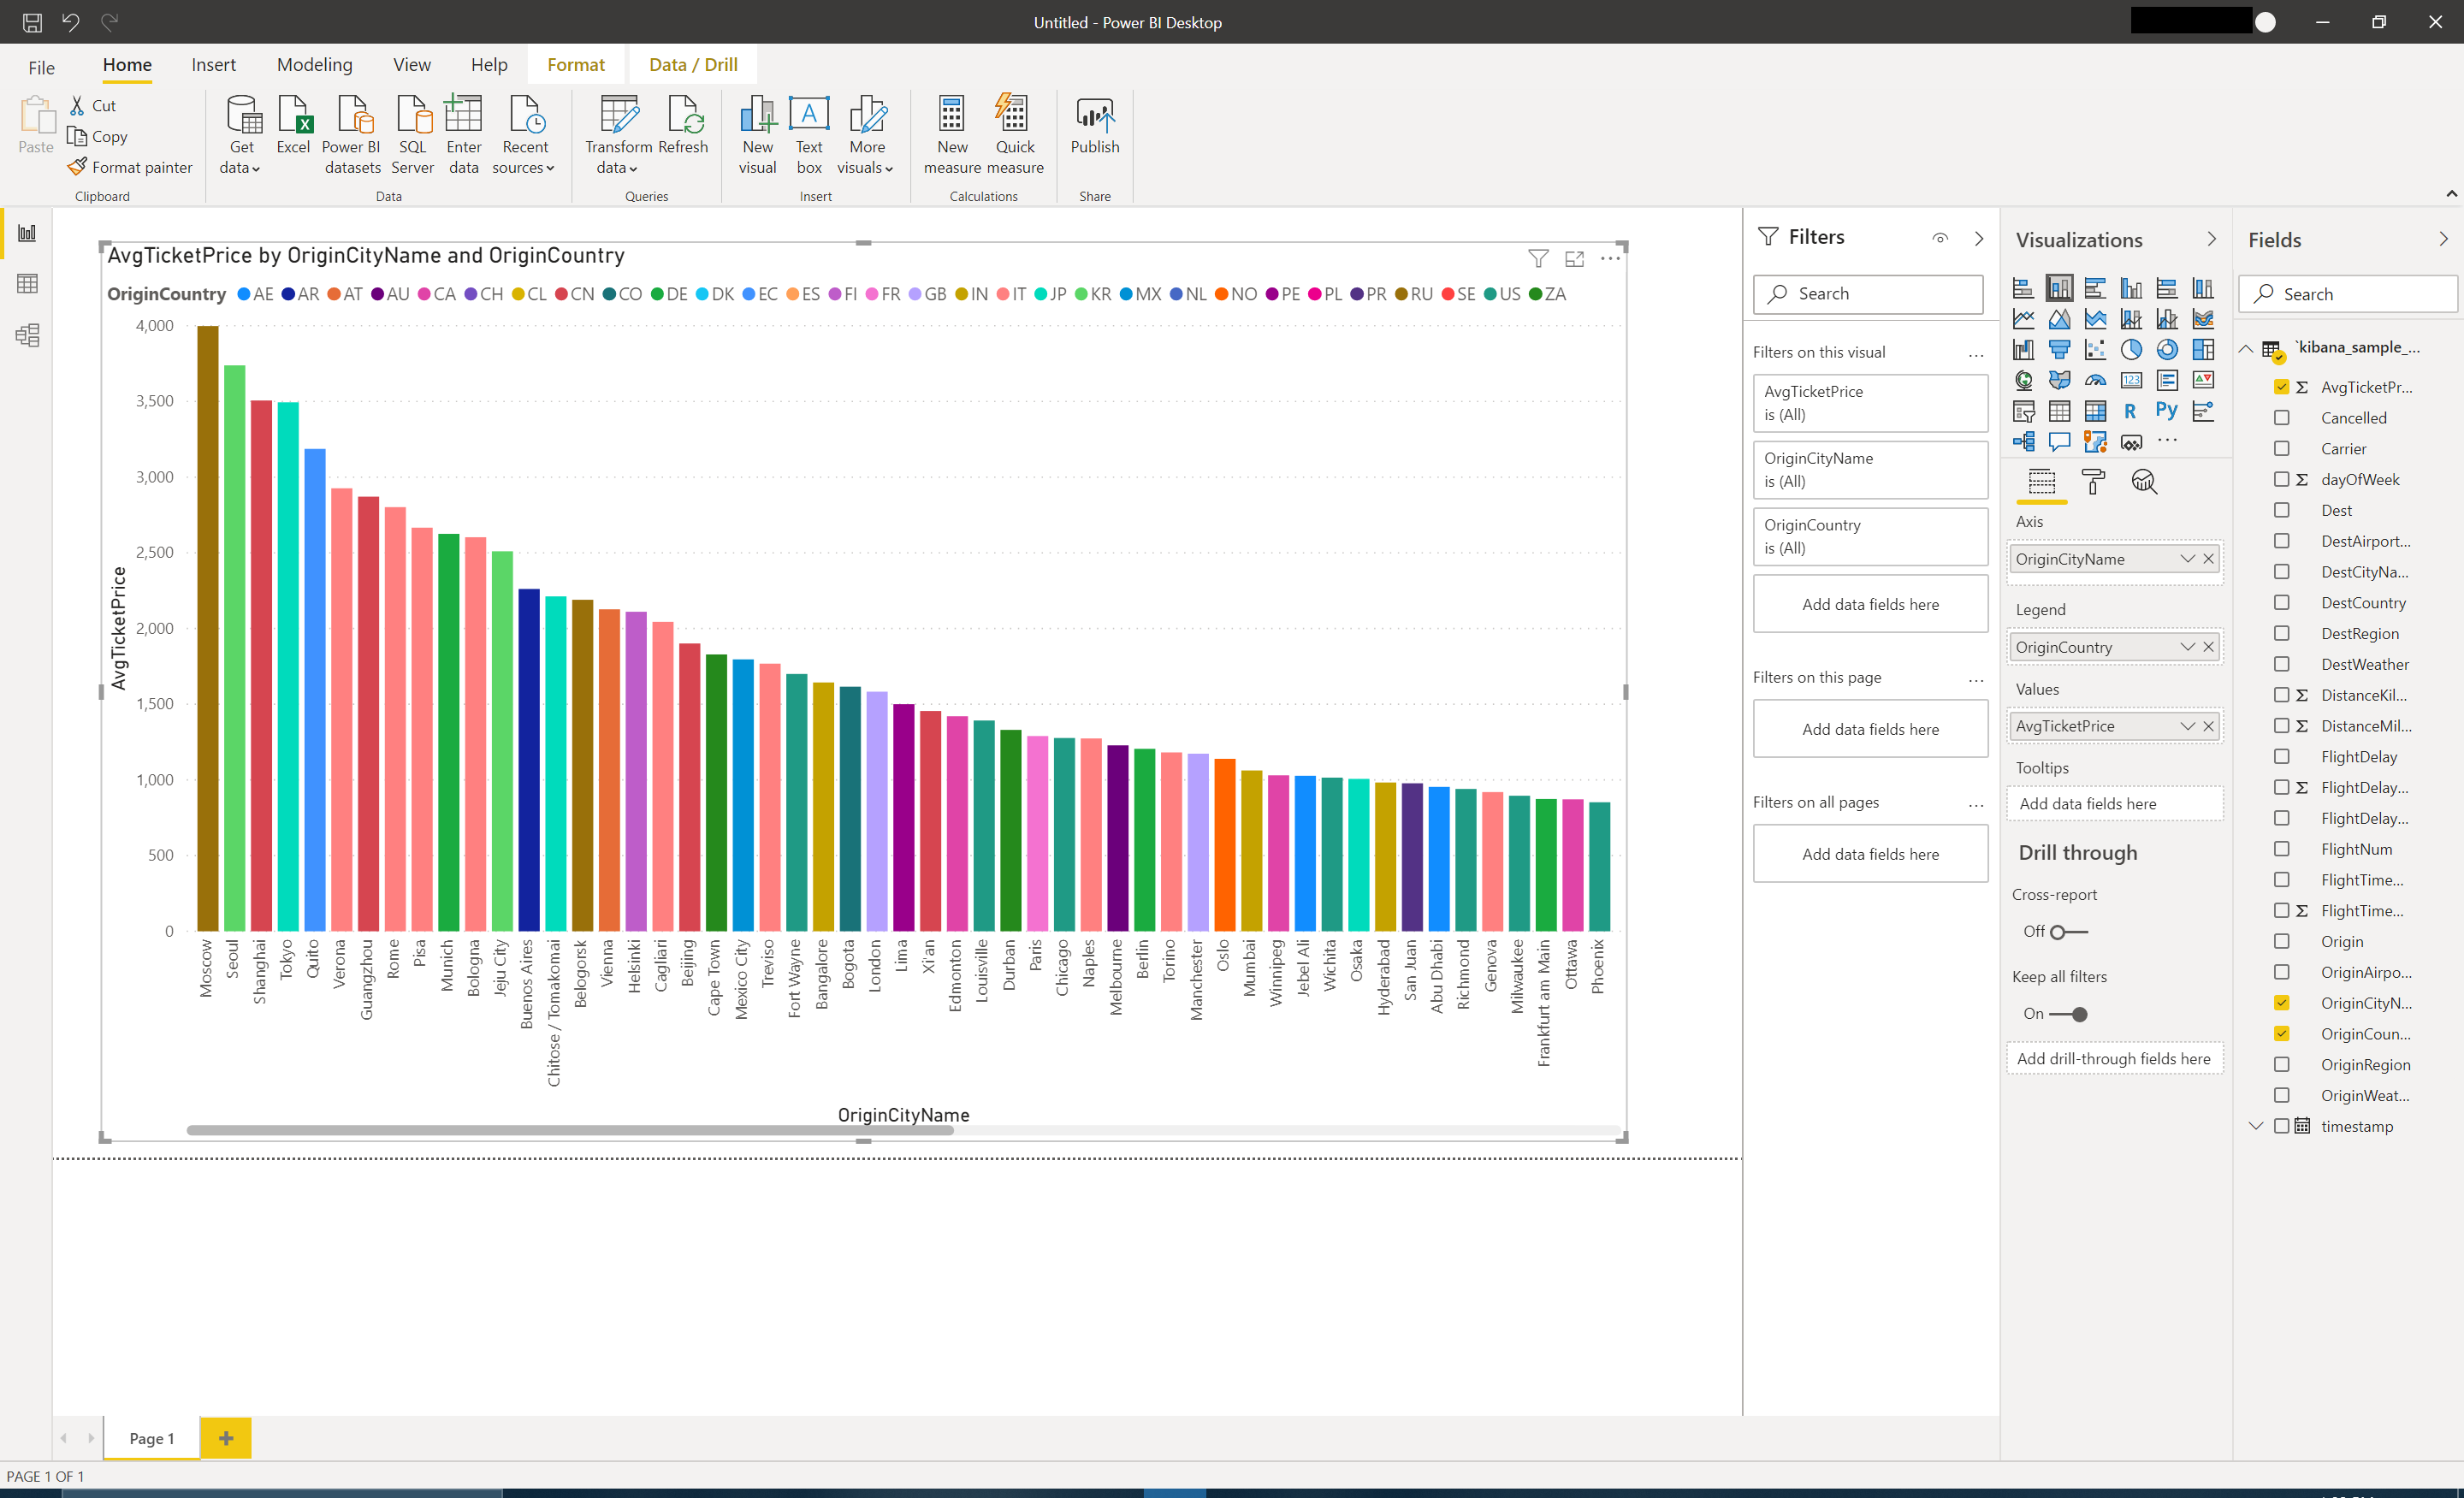 Untitled - Power BI Desktop
File Home Insert Modeling View Help Format Data / Drill
Paste
Cut
Copy
Format painter
Clipboard
Get data
Excel
Power BI datasets
SQL Server
Enter data
Recent sources
Data
Transform data
Refresh
Queries
New visual
Text box
More visuals
Insert
New measure
Quick measure
Calculations
Publish
Share
AvgTicketPrice by OriginCityName and OriginCountry
OriginCountry AE AR AT AU CA CH CL CN CO DE DK EC ES FI FR GB IN IT JP KR MX NL NO PE PL PR RU SE US ZA
AvgTicketPrice
4,000
3,500
3,000
2,500
2,000
1,500
1,000
500
0
Moscow
Seoul
Shanghai
Tokyo
Quito
Verona
Guangzhou
Rome
Pisa
Munich
Bologna
Jeju City
Buenos Aires
Chitose / Tomakomai
Belogorsk
Vienna
Helsinki
Cagliari
Beijing
Cape Town
Mexico City
Treviso
Fort Wayne
Bangalore
Bogota
London
Lima
Xi'an
Edmonton
Louisville
Durban
Paris
Chicago
Naples
Melbourne
Berlin
Torino
Manchester
Oslo
Mumbai
Winnipeg
Jebel Ali
Wichita
Osaka
Hyderabad
San Juan
Abu Dhabi
Richmond
Genova
Milwaukee
Frankfurt am Main
Ottawa
Phoenix
OriginCityName
Filters
Search
Filters on this visual ...
AvgTicketPrice
is (All)
OriginCityName
is (All)
OriginCountry
is (All)
Add data fields here
Filters on this page ...
Add data fields here
Filters on all pages ...
Add data fields here
Visualizations
123
R
Py
...
Axis
OriginCityName
Legend
OriginCountry
Values
AvgTicketPrice
Tooltips
Add data fields here
Drill through
Cross-report
Off
Keep all filters
On
Add drill-through fields here
Fields
Search
`kibana_sample_...
Σ AvgTicketPr...
Cancelled
Carrier
Σ dayOfWeek
Dest
DestAirport...
DestCityNa...
DestCountry
DestRegion
DestWeather
Σ DistanceKil...
Σ DistanceMil...
FlightDelay
Σ FlightDelay...
FlightDelay...
FlightNum
FlightTime...
Σ FlightTime...
Origin
OriginAirpo...
OriginCityN...
OriginCoun...
OriginRegion
OriginWeat...
timestamp
Page 1
PAGE 1 OF 1